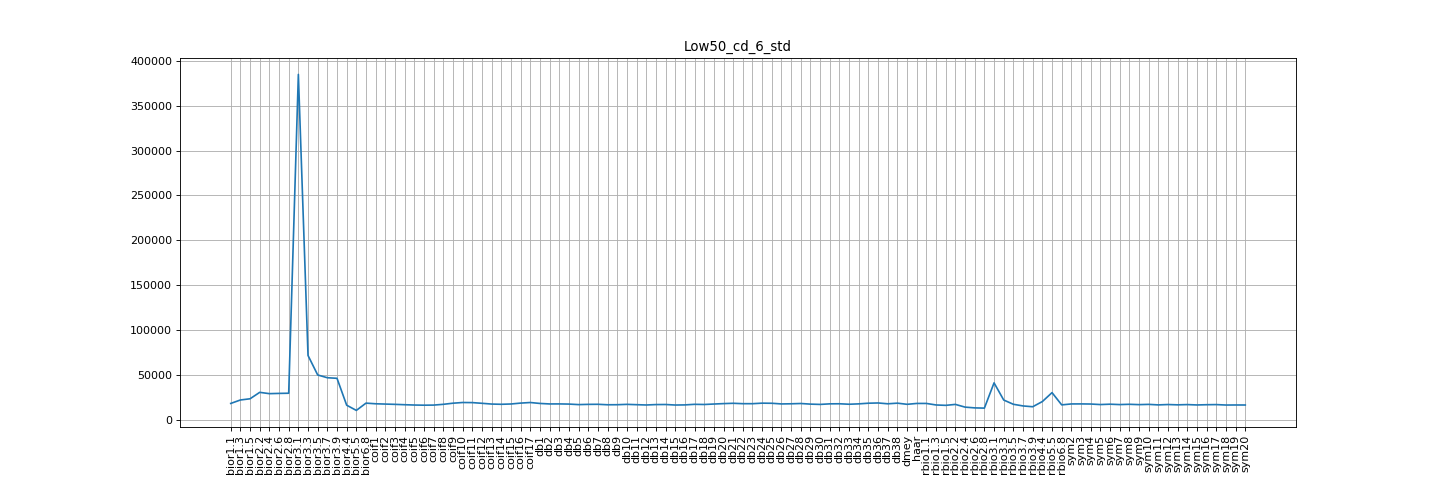 Low50_cd_6_std
400000
350000
300000
250000
200000
150000
100000
50000
0
bior1.1
bior1.3
bior1.5
bior2.2
bior2.4
bior2.6
bior2.8
bior3.1
bior3.3
bior3.5
bior3.7
bior3.9
bior4.4
bior5.5
bior6.8
coif1
coif2
coif3
coif4
coif5
coif6
coif7
coif8
coif9
coif10
coif11
coif12
coif13
coif14
coif15
coif16
coif17
db1
db2
db3
db4
db5
db6
db7
db8
db9
db10
db11
db12
db13
db14
db15
db16
db17
db18
db19
db20
db21
db22
db23
db24
db25
db26
db27
db28
db29
db30
db31
db32
db33
db34
db35
db36
db37
db38
dmey
haar
rbio1.1
rbio1.3
rbio1.5
rbio2.2
rbio2.4
rbio2.6
rbio2.8
rbio3.1
rbio3.3
rbio3.5
rbio3.7
rbio3.9
rbio4.4
rbio5.5
rbio6.8
sym2
sym3
sym4
sym5
sym6
sym7
sym8
sym9
sym10
sym11
sym12
sym13
sym14
sym15
sym16
sym17
sym18
sym19
sym20